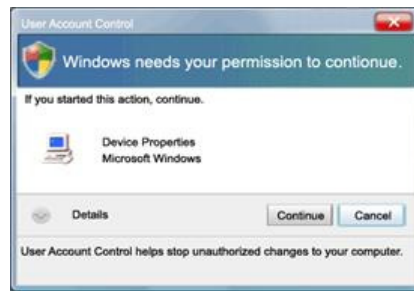 User Account Control
Windows needs your permission to contionue.
If you started this action, continue.
Device Properties
Microsoft Windows
Details
Continue
Cancel
User Account Control helps stop unauthorized changes to your computer.